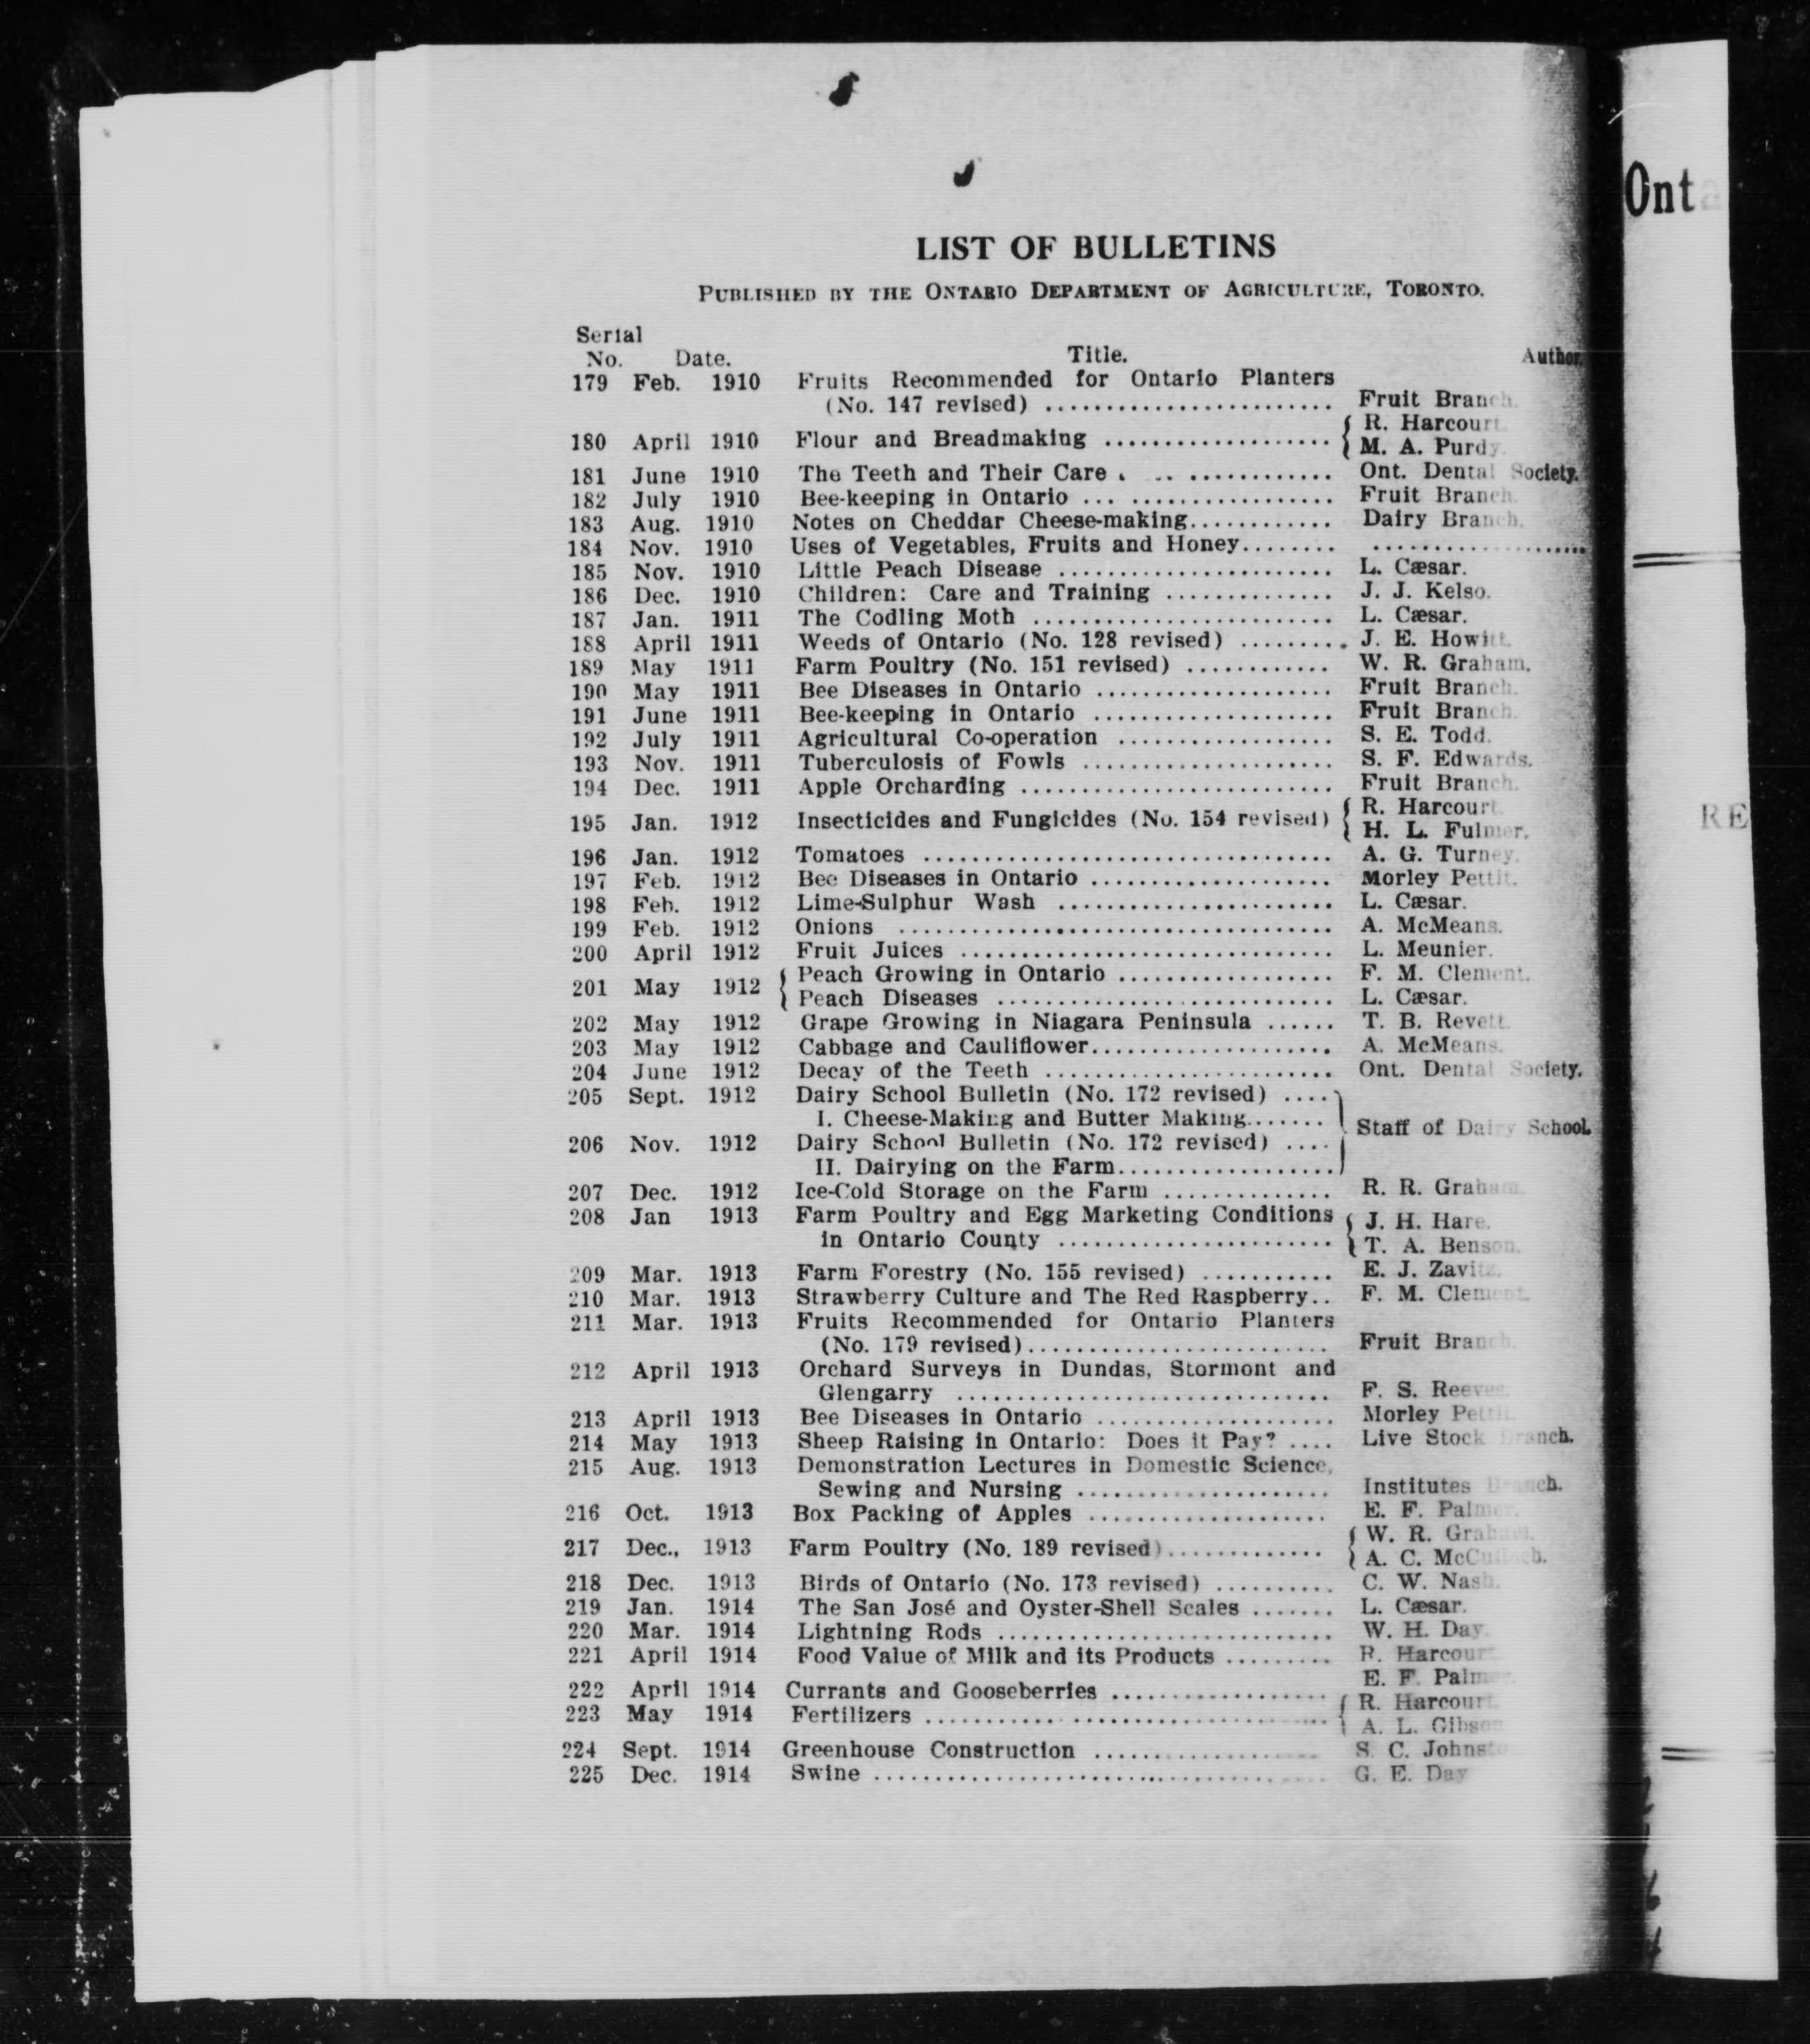 LIST OF BULLETINS
PUBLISHED BY THE ONTARIO DEPARTMENT OF AGRICULTURE, TORONTO.
Serial
No. Date. Title. Author.
179 Feb. 1910 Fruits Recommended for Ontario Planters
(No. 147 revised) ........................ Fruit Branch.
180 April 1910 Flour and Breadmaking ................... { R. Harcourt.
M. A. Purdy.
181 June 1910 The Teeth and Their Care . .. ............ Ont. Dental Society.
182 July 1910 Bee-keeping in Ontario ... ................. Fruit Branch.
183 Aug. 1910 Notes on Cheddar Cheese-making............ Dairy Branch.
184 Nov. 1910 Uses of Vegetables, Fruits and Honey........ ..................
185 Nov. 1910 Little Peach Disease ....................... L. Cæsar.
186 Dec. 1910 Children: Care and Training .............. J. J. Kelso.
187 Jan. 1911 The Codling Moth ......................... L. Cæsar.
188 April 1911 Weeds of Ontario (No. 128 revised) ......... J. E. Howitt.
189 May 1911 Farm Poultry (No. 151 revised) ............ W. R. Graham.
190 May 1911 Bee Diseases in Ontario .................... Fruit Branch.
191 June 1911 Bee-keeping in Ontario .................... Fruit Branch.
192 July 1911 Agricultural Co-operation .................. S. E. Todd.
193 Nov. 1911 Tuberculosis of Fowls ..................... S. F. Edwards.
194 Dec. 1911 Apple Orcharding .......................... Fruit Branch.
195 Jan. 1912 Insecticides and Fungicides (No. 154 revised) { R. Harcourt.
H. L. Fulmer.
196 Jan. 1912 Tomatoes .................................. A. G. Turney.
197 Feb. 1912 Bee Diseases in Ontario .................... Morley Pettit.
198 Feb. 1912 Lime-Sulphur Wash ....................... L. Cæsar.
199 Feb. 1912 Onions .................................... A. McMeans.
200 April 1912 Fruit Juices ............................... L. Meunier.
201 May 1912 { Peach Growing in Ontario .................. F. M. Clement.
Peach Diseases ............................ L. Cæsar.
202 May 1912 Grape Growing in Niagara Peninsula ...... T. B. Revett.
203 May 1912 Cabbage and Cauliflower.................... A. McMeans.
204 June 1912 Decay of the Teeth ........................ Ont. Dental Society.
205 Sept. 1912 Dairy School Bulletin (No. 172 revised) ....
I. Cheese-Making and Butter Making....... } Staff of Dairy School.
206 Nov. 1912 Dairy School Bulletin (No. 172 revised) ....
II. Dairying on the Farm..................
207 Dec. 1912 Ice-Cold Storage on the Farm .............. R. R. Graham.
208 Jan 1913 Farm Poultry and Egg Marketing Conditions { J. H. Hare.
in Ontario County ....................... T. A. Benson.
209 Mar. 1913 Farm Forestry (No. 155 revised) ........... E. J. Zavitz.
210 Mar. 1913 Strawberry Culture and The Red Raspberry.. F. M. Clement.
211 Mar. 1913 Fruits Recommended for Ontario Planters
(No. 179 revised)......................... Fruit Branch.
212 April 1913 Orchard Surveys in Dundas, Stormont and
Glengarry ............................... F. S. Reeves.
213 April 1913 Bee Diseases in Ontario .................... Morley Pettit.
214 May 1913 Sheep Raising in Ontario: Does it Pay? .... Live Stock Branch.
215 Aug. 1913 Demonstration Lectures in Domestic Science,
Sewing and Nursing ..................... Institutes Branch.
216 Oct. 1913 Box Packing of Apples .................... E. F. Palmer.
217 Dec., 1913 Farm Poultry (No. 189 revised)............. { W. R. Graham.
A. C. McCulloch.
218 Dec. 1913 Birds of Ontario (No. 173 revised) .......... C. W. Nash.
219 Jan. 1914 The San José and Oyster-Shell Scales ....... L. Cæsar.
220 Mar. 1914 Lightning Rods ............................ W. H. Day.
221 April 1914 Food Value of Milk and its Products ......... R. Harcourt.
222 April 1914 Currants and Gooseberries .................. E. F. Palmer.
223 May 1914 Fertilizers ................................. { R. Harcourt.
A. L. Gibson
224 Sept. 1914 Greenhouse Construction ................... S. C. Johnsto
225 Dec. 1914 Swine ..................................... G. E. Day
Ont
RE